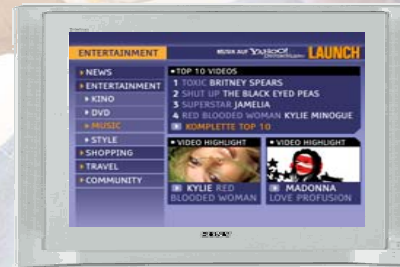 ENTERTAINMENT
MUSIK AUF YAHOO! LAUNCH
NEWS
ENTERTAINMENT
KINO
DVD
MUSIC
STYLE
SHOPPING
TRAVEL
COMMUNITY
TOP 10 VIDEOS
1 TOXIC BRITNEY SPEARS
2 SHUT UP THE BLACK EYED PEAS
3 SUPERSTAR JAMELIA
4 RED BLOODED WOMAN KYLIE MINOGUE
KOMPLETTE TOP 10
VIDEO HIGHLIGHT
KYLIE RED
BLOODED WOMAN
VIDEO HIGHLIGHT
MADONNA
LOVE PROFUSION